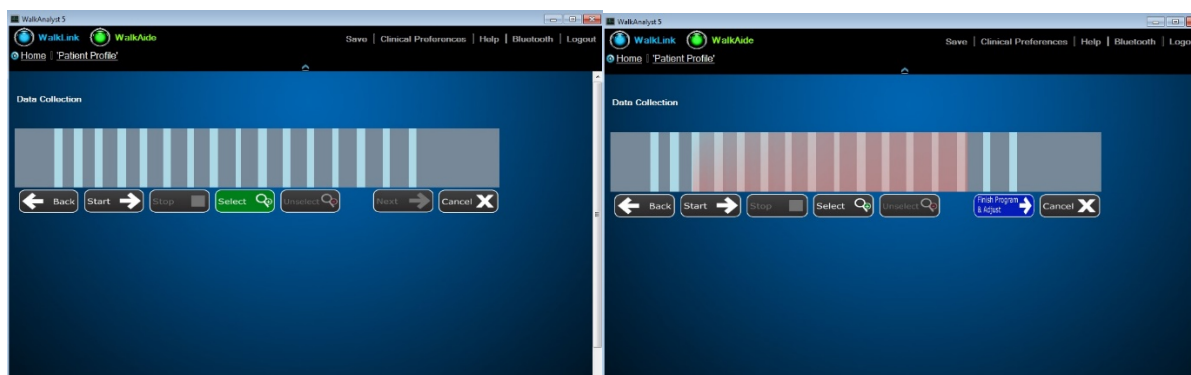 WalkAnalyst 5
WalkLink WalkAide Save | Clinical Preferences | Help | Bluetooth | Logout
Home 'Patient Profile'
Data Collection
Back Start Stop Select Unselect Next Cancel
WalkAnalyst 5
WalkLink WalkAide Save | Clinical Preferences | Help | Bluetooth | Logo
Home 'Patient Profile'
Data Collection
Back Start Stop Select Unselect Finish Program & Adjust Cancel